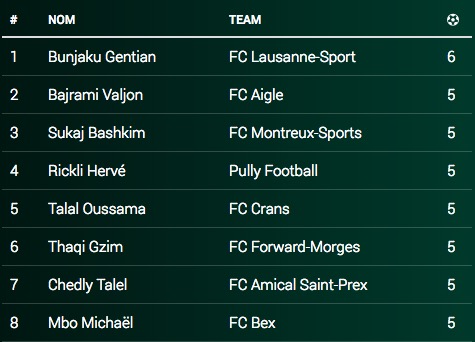 # NOM TEAM
1 Bunjaku Gentian FC Lausanne-Sport 6
2 Bajrami Valjon FC Aigle 5
3 Sukaj Bashkim FC Montreux-Sports 5
4 Rickli Hervé Pully Football 5
5 Talal Oussama FC Crans 5
6 Thaqi Gzim FC Forward-Morges 5
7 Chedly Talel FC Amical Saint-Prex 5
8 Mbo Michaël FC Bex 5